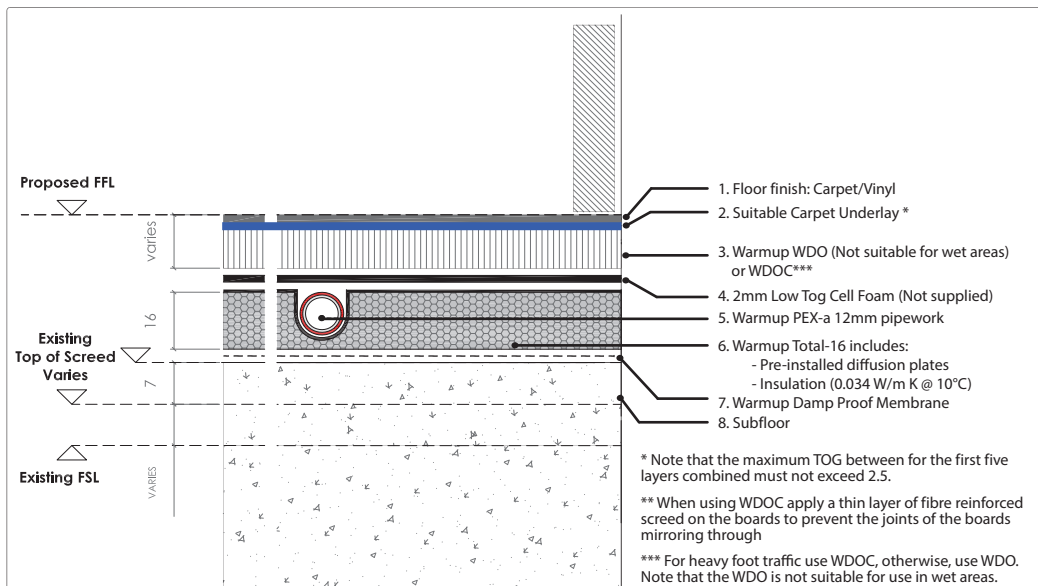 Proposed FFL
varies
16
Existing
Top of Screed
Varies
7
Existing FSL
VARIES
1. Floor finish: Carpet/Vinyl
2. Suitable Carpet Underlay *
3. Warmup WDO (Not suitable for wet areas)
or WDOC***
4. 2mm Low Tog Cell Foam (Not supplied)
5. Warmup PEX-a 12mm pipework
6. Warmup Total-16 includes:
- Pre-installed diffusion plates
- Insulation (0.034 W/m K @ 10°C)
7. Warmup Damp Proof Membrane
8. Subfloor
* Note that the maximum TOG between for the first five
layers combined must not exceed 2.5.
** When using WDOC apply a thin layer of fibre reinforced
screed on the boards to prevent the joints of the boards
mirroring through
*** For heavy foot traffic use WDOC, otherwise, use WDO.
Note that the WDO is not suitable for use in wet areas.